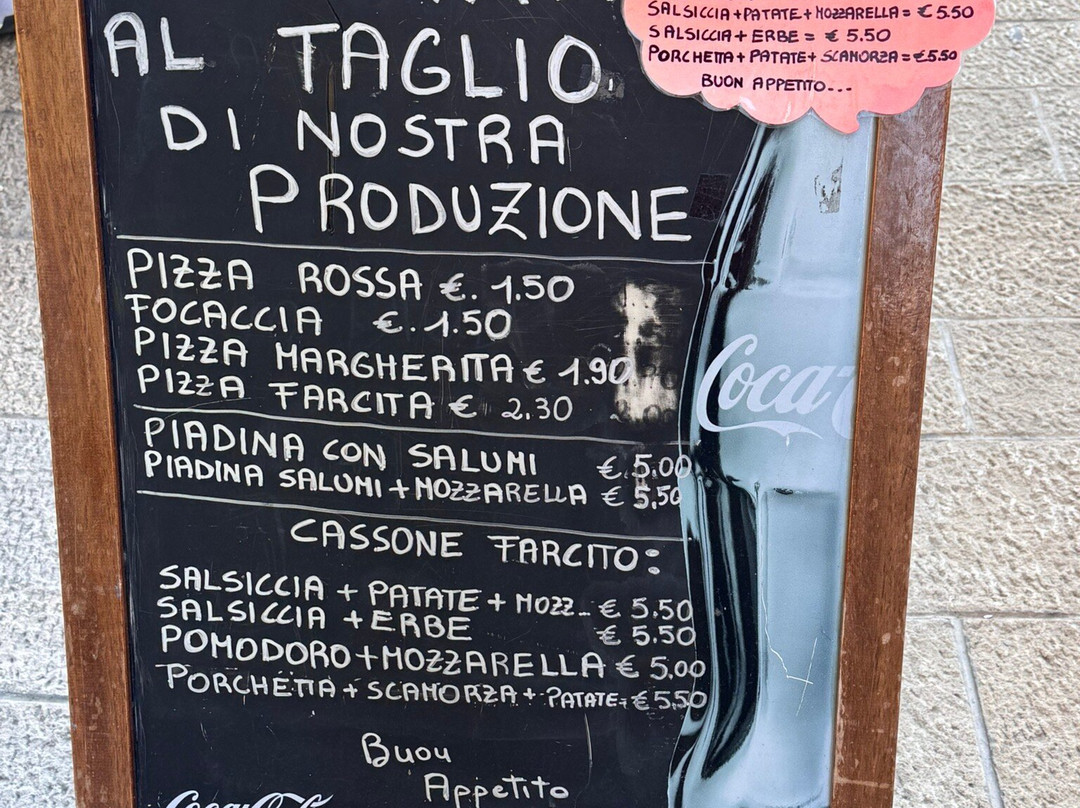 SALSICCIA+PATATE+MOZZARELLA= €5.50
SALSICCIA+ERBE = € 5.50
PORCHETTA+PATATE+SCAMORZA=€5.50
BUON APPETITO...
AL TAGLIO
DI NOSTRA
PRODUZIONE
PIZZA ROSSA €. 1.50
FOCACCIA €. 1.50
PIZZA MARGHERITA € 1.90
PIZZA FARCITA € 2.30
PIADINA CON SALUMI € 5.00
PIADINA SALUMI + MOZZARELLA € 5,50
CASSONE FARCITO:
SALSICCIA + PATATE + MOZZ.. € 5.50
SALSICCIA + ERBE € 5.50
POMODORO+MOZZARELLA € 5,00
PORCHETTA + SCAMORZA + PATATE = € 5,50
Buon
Appetito
Coca-C
Coca-Co